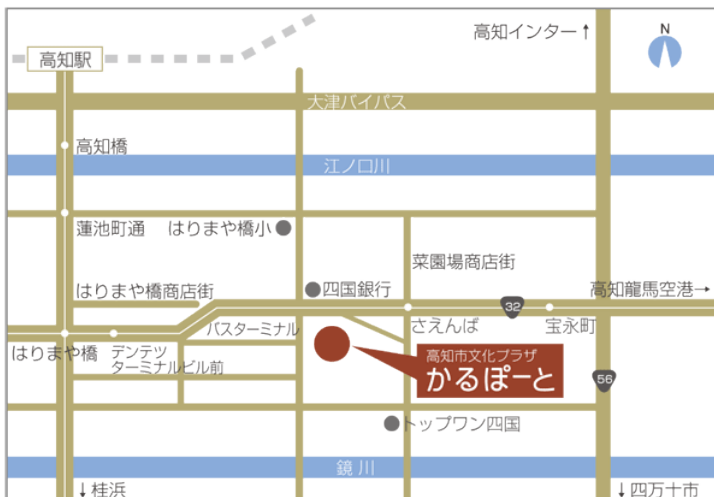 高知インター↑
N
高知駅
大津バイパス
高知橋
江ノ口川
蓮池町通
はりまや橋小
菜園場商店街
はりまや橋商店街
四国銀行
高知龍馬空港→
32
バスターミナル
さえんば
宝永町
はりまや橋
デンテツ
ターミナルビル前
高知市文化プラザ
かるぽーと
56
トップワン四国
鏡川
↓桂浜
↓四万十市